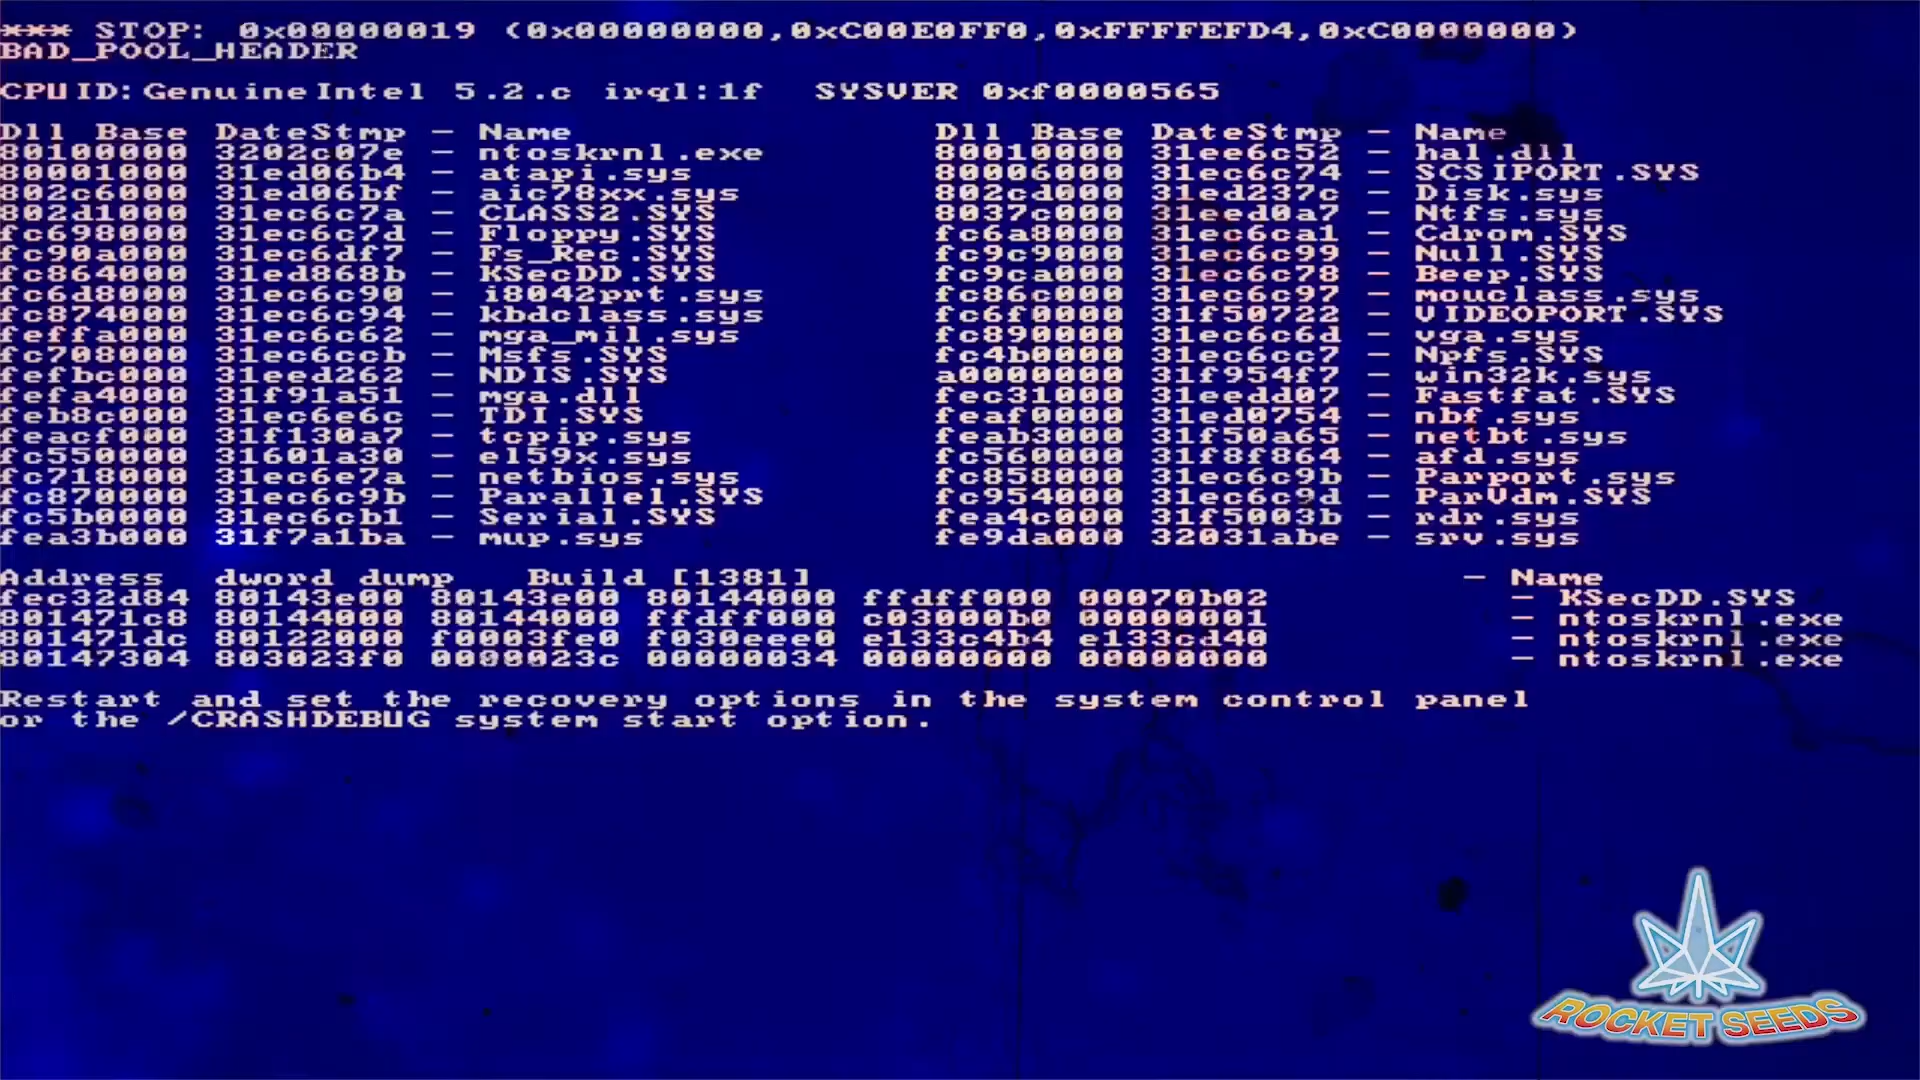 *** STOP: 0x00000019 (0x00000000,0xC00E0FF0,0xFFFFEFD4,0xC0000000)
BAD_POOL_HEADER
CPUID:GenuineIntel 5.2.c irql:1f SYSVER 0xf0000565
Dll Base DateStmp - Name Dll Base DateStmp - Name
80100000 3202c07e - ntoskrnl.exe 80010000 31ee6c52 - hal.dll
80001000 31ed06b4 - atapi.sys 80006000 31ec6c74 - SCSIPORT.SYS
802c6000 31ed06bf - aic78xx.sys 802cd000 31ed237c - Disk.sys
802d1000 31ec6c7a - CLASS2.SYS 8037c000 31eed0a7 - Ntfs.sys
fc698000 31ec6c7d - Floppy.SYS fc6a8000 31ec6ca1 - Cdrom.SYS
fc90a000 31ec6df7 - Fs_Rec.SYS fc9c9000 31ec6c99 - Null.SYS
fc864000 31ed868b - KSecDD.SYS fc9ca000 31ec6c78 - Beep.SYS
fc6d8000 31ec6c90 - i8042prt.sys fc86c000 31ec6c97 - mouclass.sys
fc874000 31ec6c94 - kbdclass.sys fc6f0000 31f50722 - VIDEOPORT.SYS
feffa000 31ec6c62 - mga_mil.sys fc890000 31ec6c6d - vga.sys
fc708000 31ec6ccb - Msfs.SYS fc4b0000 31ec6cc7 - Npfs.SYS
fefbc000 31eed262 - NDIS.SYS a0000000 31f954f7 - win32k.sys
fefa4000 31f91a51 - mga.dll fec31000 31eedd07 - Fastfat.SYS
feb8c000 31ec6e6c - TDI.SYS feaf0000 31ed0754 - nbf.sys
feacf000 31f130a7 - tcpip.sys feab3000 31f50a65 - netbt.sys
fc550000 31601a30 - el59x.sys fc560000 31f8f864 - afd.sys
fc718000 31ec6e7a - netbios.sys fc858000 31ec6c9b - Parport.sys
fc870000 31ec6c9b - Parallel.SYS fc954000 31ec6c9d - ParVdm.SYS
fc5b0000 31ec6cb1 - Serial.SYS fea4c000 31f5003b - rdr.sys
fea3b000 31f7a1ba - mup.sys fe9da000 32031abe - srv.sys
Address dword dump Build [1381] - Name
fec32d84 80143e00 80143e00 80144000 ffdff000 00070b02 - KSecDD.SYS
801471c8 80144000 80144000 ffdff000 c03000b0 00000001 - ntoskrnl.exe
801471dc 80122000 f0003fe0 f030eee0 e133c4b4 e133cd40 - ntoskrnl.exe
80147304 803023f0 0000023c 00000034 00000000 00000000 - ntoskrnl.exe
Restart and set the recovery options in the system control panel
or the /CRASHDEBUG system start option.
ROCKET SEEDS